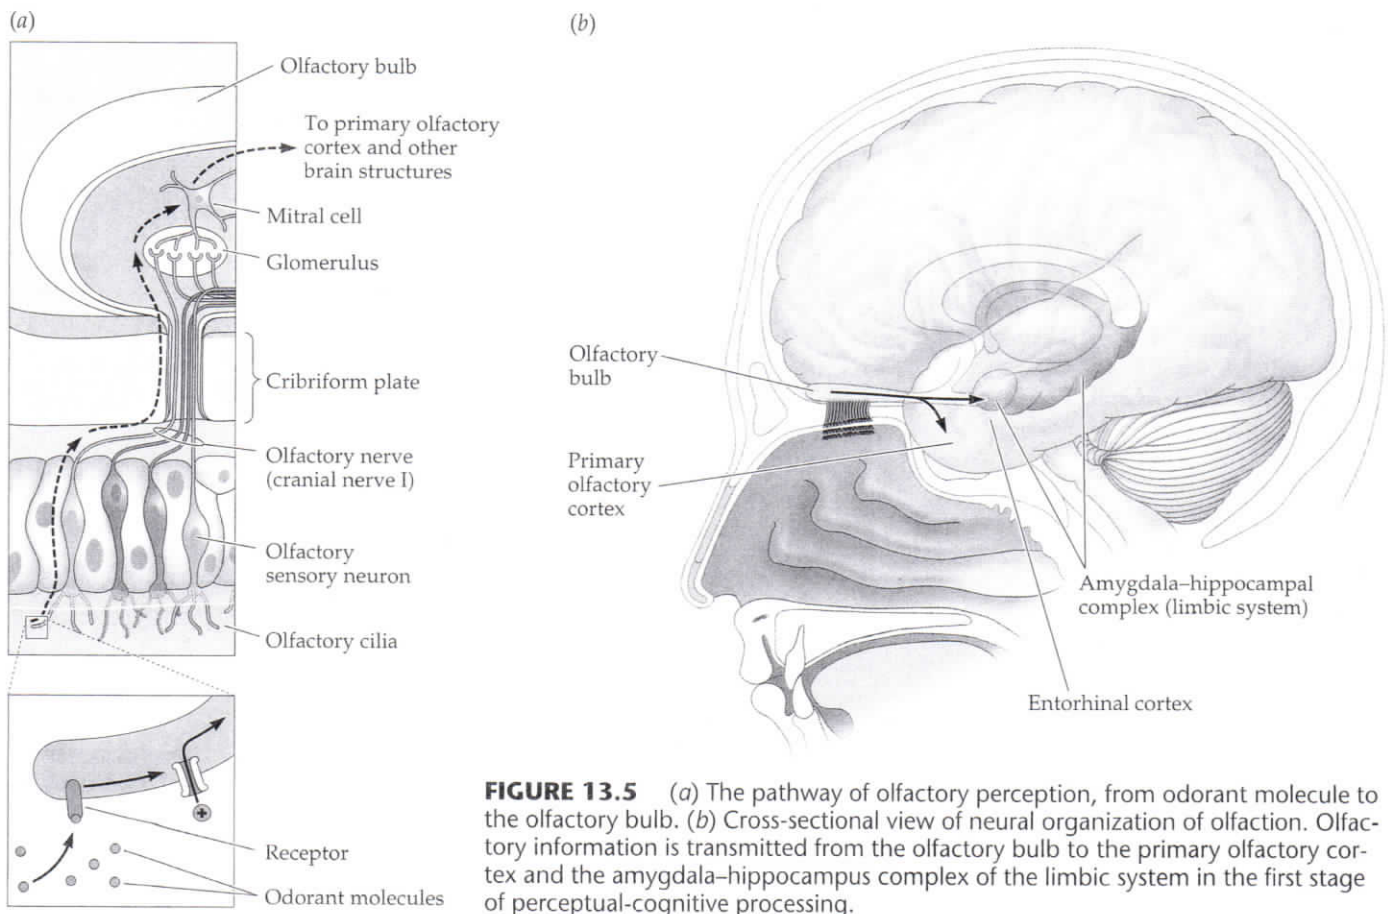 (a)
Olfactory bulb
To primary olfactory
cortex and other
brain structures
Mitral cell
Glomerulus
Cribriform plate
Olfactory nerve
(cranial nerve I)
Olfactory
sensory neuron
Olfactory cilia
Receptor
Odorant molecules
(b)
Olfactory
bulb
Primary
olfactory
cortex
Amygdala–hippocampal
complex (limbic system)
Entorhinal cortex
FIGURE 13.5 (a) The pathway of olfactory perception, from odorant molecule to
the olfactory bulb. (b) Cross-sectional view of neural organization of olfaction. Olfac-
tory information is transmitted from the olfactory bulb to the primary olfactory cor-
tex and the amygdala–hippocampus complex of the limbic system in the first stage
of perceptual-cognitive processing.